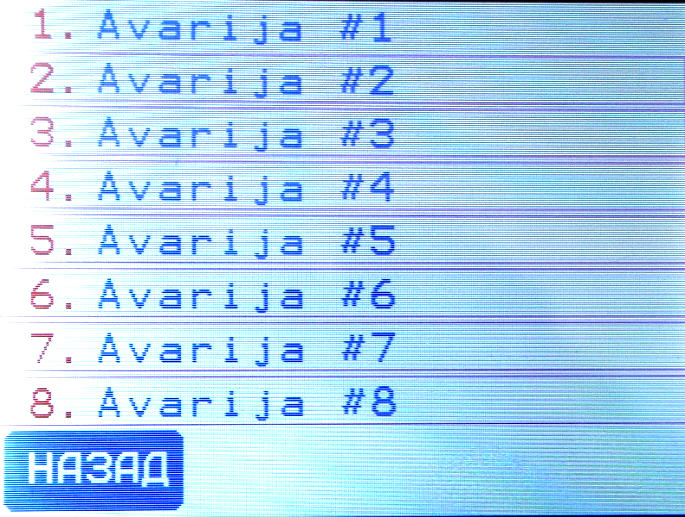 1. Avarija #1
2. Avarija #2
3. Avarija #3
4. Avarija #4
5. Avarija #5
6. Avarija #6
7. Avarija #7
8. Avarija #8
НАЗАД